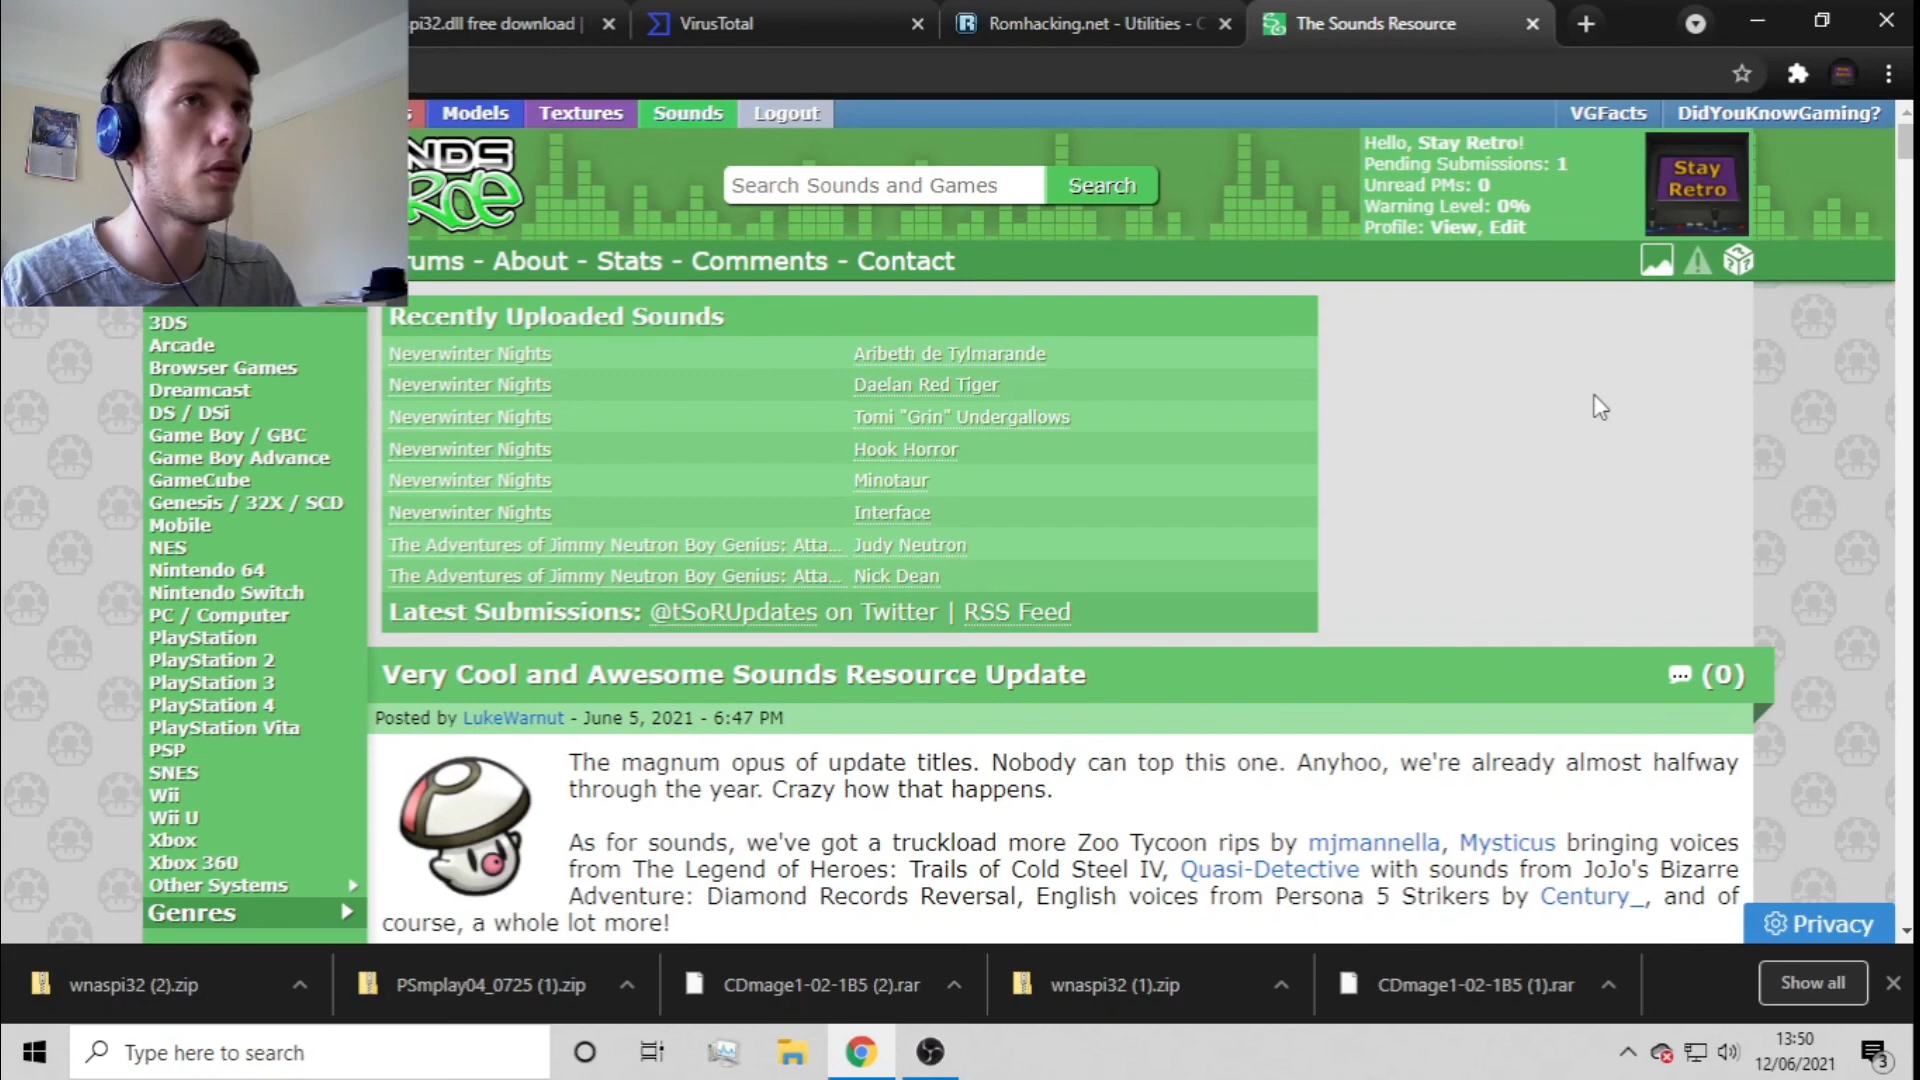 pi32.dll free download |
VirusTotal
Romhacking.net - Utilities - C
The Sounds Resource
s
Models
Textures
Sounds
Logout
VGFacts
DidYouKnowGaming?
Search Sounds and Games
Search
Hello, Stay Retro!
Pending Submissions: 1
Unread PMs: 0
Warning Level: 0%
Profile: View, Edit
Stay
Retro
rums - About - Stats - Comments - Contact
3DS
Arcade
Browser Games
Dreamcast
DS / DSi
Game Boy / GBC
Game Boy Advance
GameCube
Genesis / 32X / SCD
Mobile
NES
Nintendo 64
Nintendo Switch
PC / Computer
PlayStation
PlayStation 2
PlayStation 3
PlayStation 4
PlayStation Vita
PSP
SNES
Wii
Wii U
Xbox
Xbox 360
Other Systems
Genres
Recently Uploaded Sounds
Neverwinter Nights Aribeth de Tylmarande
Neverwinter Nights Daelan Red Tiger
Neverwinter Nights Tomi "Grin" Undergallows
Neverwinter Nights Hook Horror
Neverwinter Nights Minotaur
Neverwinter Nights Interface
The Adventures of Jimmy Neutron Boy Genius: Atta... Judy Neutron
The Adventures of Jimmy Neutron Boy Genius: Atta... Nick Dean
Latest Submissions: @tSoRUpdates on Twitter | RSS Feed
Very Cool and Awesome Sounds Resource Update
(0)
Posted by LukeWarnut - June 5, 2021 - 6:47 PM
The magnum opus of update titles. Nobody can top this one. Anyhoo, we're already almost halfway
through the year. Crazy how that happens.
As for sounds, we've got a truckload more Zoo Tycoon rips by mjmannella, Mysticus bringing voices
from The Legend of Heroes: Trails of Cold Steel IV, Quasi-Detective with sounds from JoJo's Bizarre
Adventure: Diamond Records Reversal, English voices from Persona 5 Strikers by Century_, and of
course, a whole lot more!
Privacy
wnaspi32 (2).zip
PSmplay04_0725 (1).zip
CDmage1-02-1B5 (2).rar
wnaspi32 (1).zip
CDmage1-02-1B5 (1).rar
Show all
Type here to search
13:50
12/06/2021
3